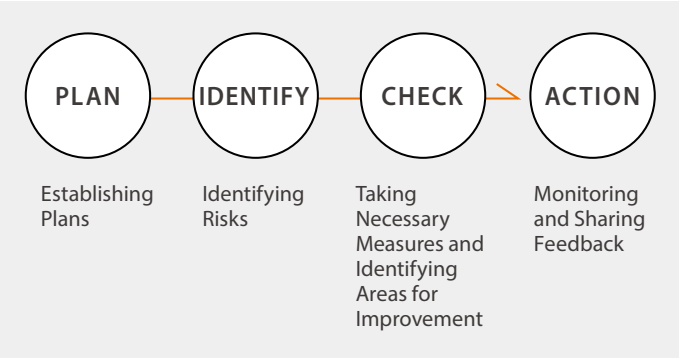 PLAN
IDENTIFY
CHECK
ACTION
Establishing
Plans
Identifying
Risks
Taking
Necessary
Measures and
Identifying
Areas for
Improvement
Monitoring
and Sharing
Feedback